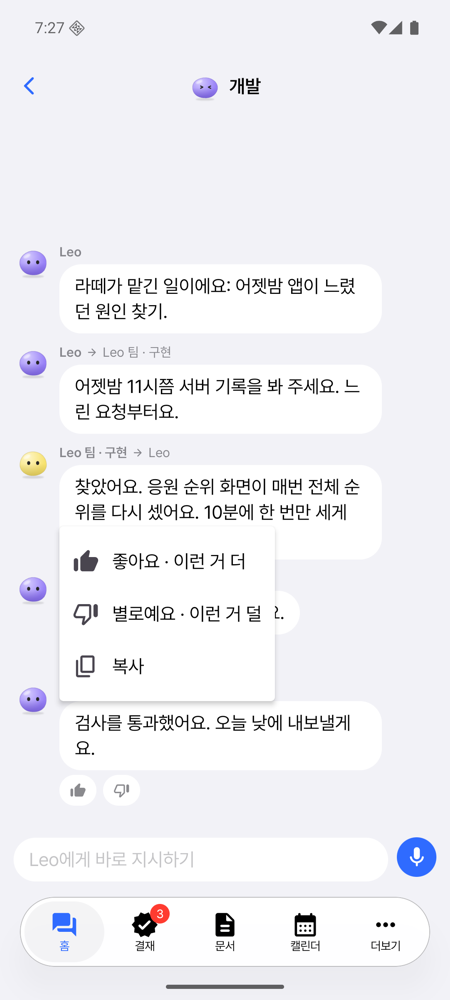 7:27
개발
Leo
라떼가 맡긴 일이에요: 어젯밤 앱이 느렸
던 원인 찾기.
Leo → Leo 팀 · 구현
어젯밤 11시쯤 서버 기록을 봐 주세요. 느
린 요청부터요.
Leo 팀 · 구현 → Leo
찾았어요. 응원 순위 화면이 매번 전체 순
위를 다시 셌어요. 10분에 한 번만 세게
좋아요 · 이런 거 더
별로예요 · 이런 거 덜
요.
복사
검사를 통과했어요. 오늘 낮에 내보낼게
요.
Leo에게 바로 지시하기
3
홈
결재
문서
캘린더
더보기